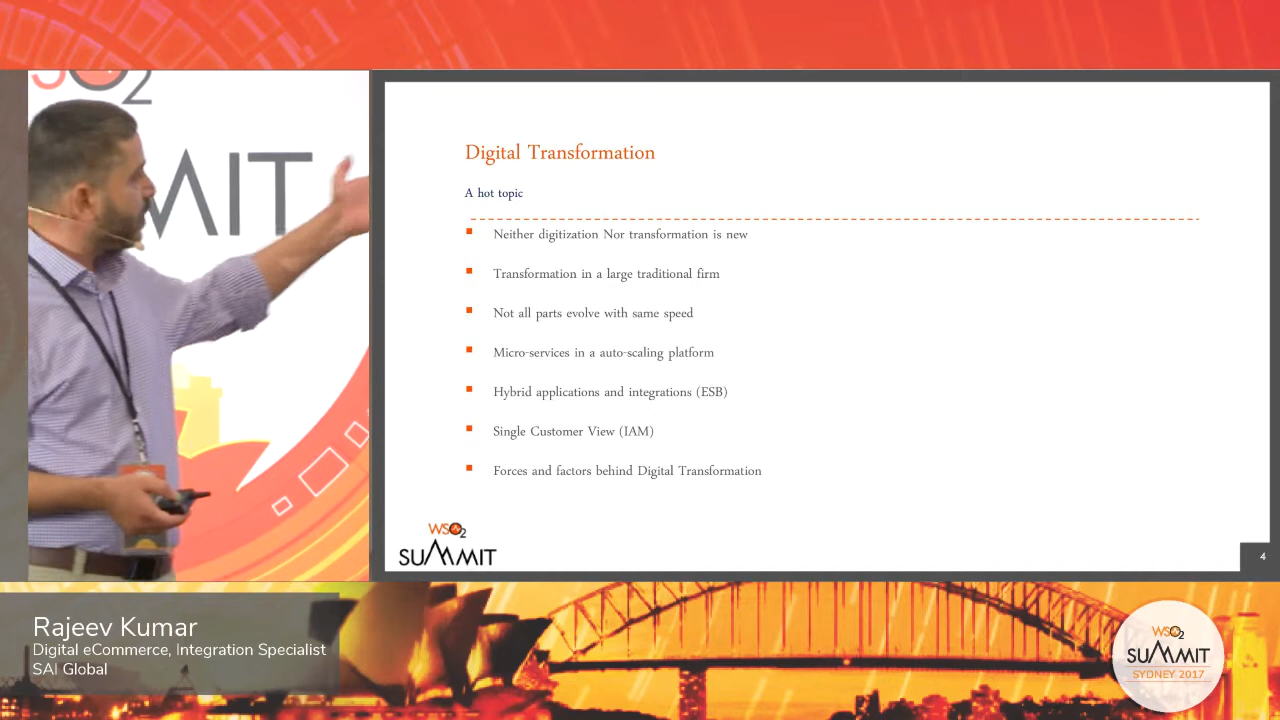 MIT
Digital Transformation
A hot topic
Neither digitization Nor transformation is new
Transformation in a large traditional firm
Not all parts evolve with same speed
Micro-services in a auto-scaling platform
Hybrid applications and integrations (ESB)
Single Customer View (IAM)
Forces and factors behind Digital Transformation
WSO2
SUMMIT
4
Rajeev Kumar
Digital eCommerce, Integration Specialist
SAI Global
WSO2
SUMMIT
SYDNEY 2017